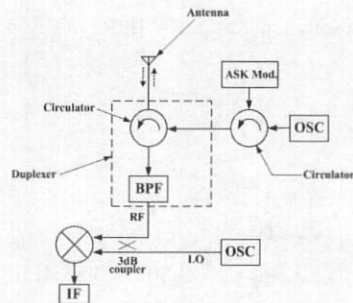 Antenna
ASK Mod.
Circulator
OSC
Duplexer
Circulator
BPF
RF
OSC
3dB
coupler
LO
IF